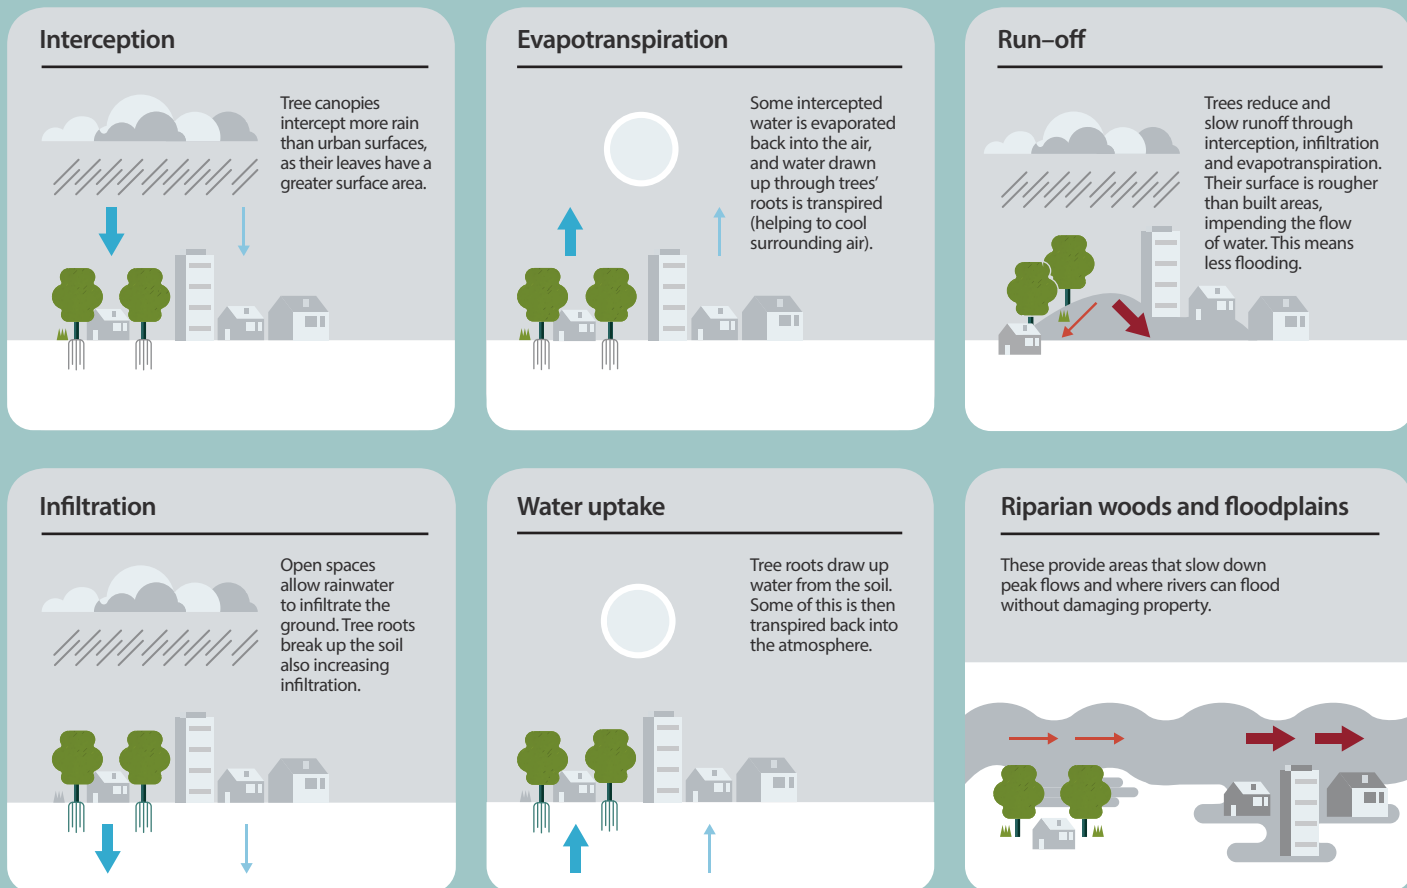 Interception
Tree canopies
intercept more rain
than urban surfaces,
as their leaves have a
greater surface area.
Evapotranspiration
Some intercepted
water is evaporated
back into the air,
and water drawn
up through trees’
roots is transpired
(helping to cool
surrounding air).
Run–off
Trees reduce and
slow runoff through
interception, infiltration
and evapotranspiration.
Their surface is rougher
than built areas,
impending the flow
of water. This means
less flooding.
Infiltration
Open spaces
allow rainwater
to infiltrate the
ground. Tree roots
break up the soil
also increasing
infiltration.
Water uptake
Tree roots draw up
water from the soil.
Some of this is then
transpired back into
the atmosphere.
Riparian woods and floodplains
These provide areas that slow down
peak flows and where rivers can flood
without damaging property.